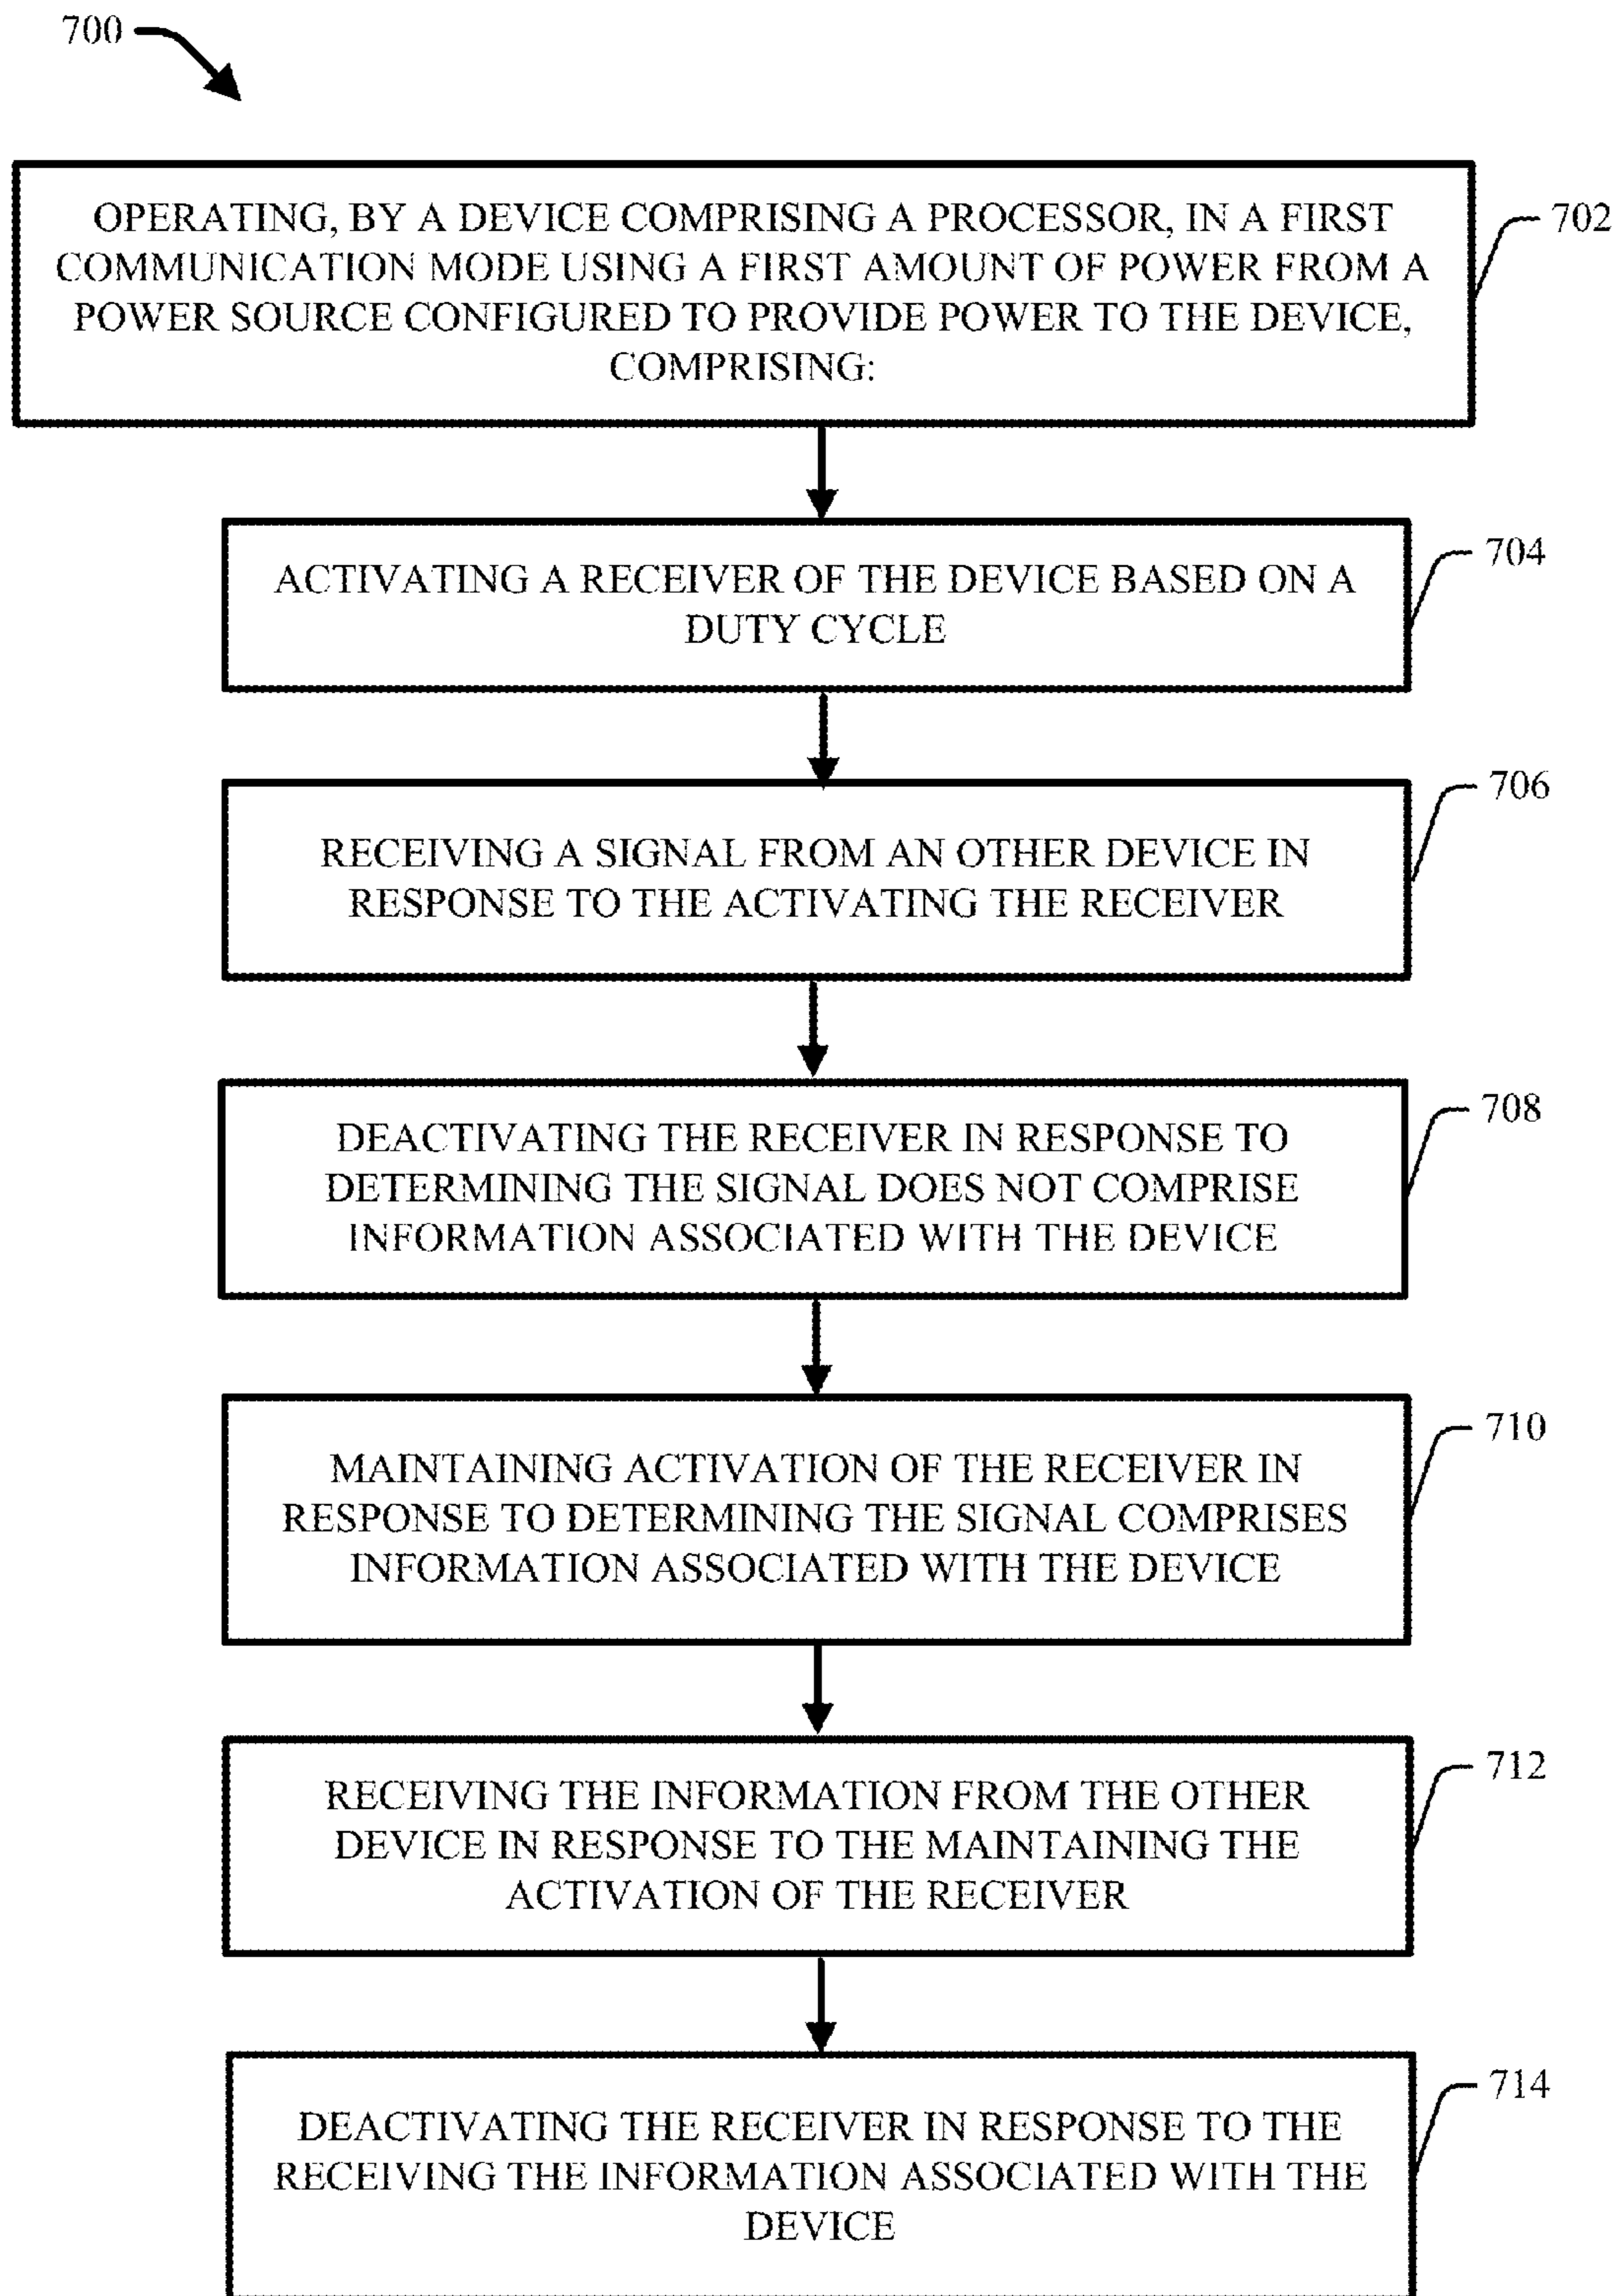 700
OPERATING, BY A DEVICE COMPRISING A PROCESSOR, IN A FIRST
COMMUNICATION MODE USING A FIRST AMOUNT OF POWER FROM A
POWER SOURCE CONFIGURED TO PROVIDE POWER TO THE DEVICE,
COMPRISING:
702
ACTIVATING A RECEIVER OF THE DEVICE BASED ON A
DUTY CYCLE
704
RECEIVING A SIGNAL FROM AN OTHER DEVICE IN
RESPONSE TO THE ACTIVATING THE RECEIVER
706
DEACTIVATING THE RECEIVER IN RESPONSE TO
DETERMINING THE SIGNAL DOES NOT COMPRISE
INFORMATION ASSOCIATED WITH THE DEVICE
708
MAINTAINING ACTIVATION OF THE RECEIVER IN
RESPONSE TO DETERMINING THE SIGNAL COMPRISES
INFORMATION ASSOCIATED WITH THE DEVICE
710
RECEIVING THE INFORMATION FROM THE OTHER
DEVICE IN RESPONSE TO THE MAINTAINING THE
ACTIVATION OF THE RECEIVER
712
DEACTIVATING THE RECEIVER IN RESPONSE TO THE
RECEIVING THE INFORMATION ASSOCIATED WITH THE
DEVICE
714